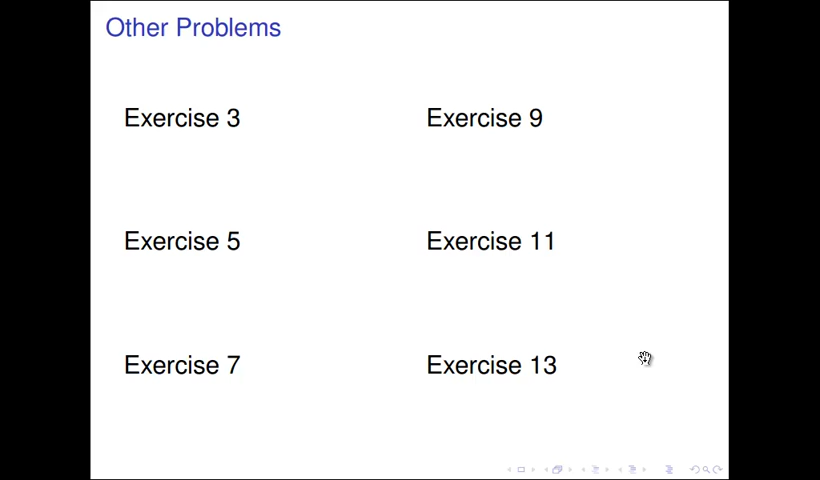 Other Problems
Exercise 3
Exercise 9
Exercise 5
Exercise 11
Exercise 7
Exercise 13